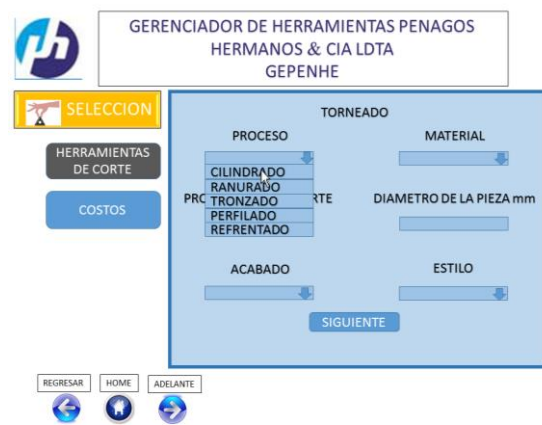 GERENCIADOR DE HERRAMIENTAS PENAGOS
HERMANOS & CIA LDTA
GEPENHE
SELECCION
HERRAMIENTAS
DE CORTE
COSTOS
TORNEADO
PROCESO
MATERIAL
CILINDRADO
RANURADO
TRONZADO
PERFILADO
REFRENTADO
DIAMETRO DE LA PIEZA mm
ACABADO
ESTILO
SIGUIENTE
REGRESAR
HOME
ADELANTE